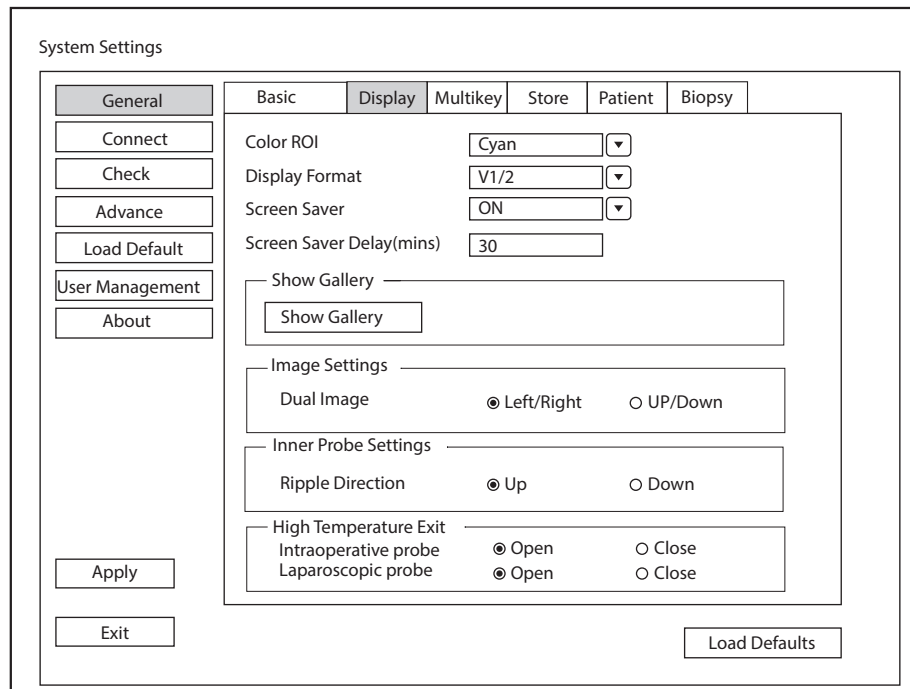 System Settings
General
Connect
Check
Advance
Load Default
User Management
About
Apply
Exit
Basic Display Multikey Store Patient Biopsy
Color ROI Cyan
Display Format V1/2
Screen Saver ON
Screen Saver Delay(mins) 30
Show Gallery
Show Gallery
Image Settings
Dual Image Left/Right UP/Down
Inner Probe Settings
Ripple Direction Up Down
High Temperature Exit
Intraoperative probe Open Close
Laparoscopic probe Open Close
Load Defaults